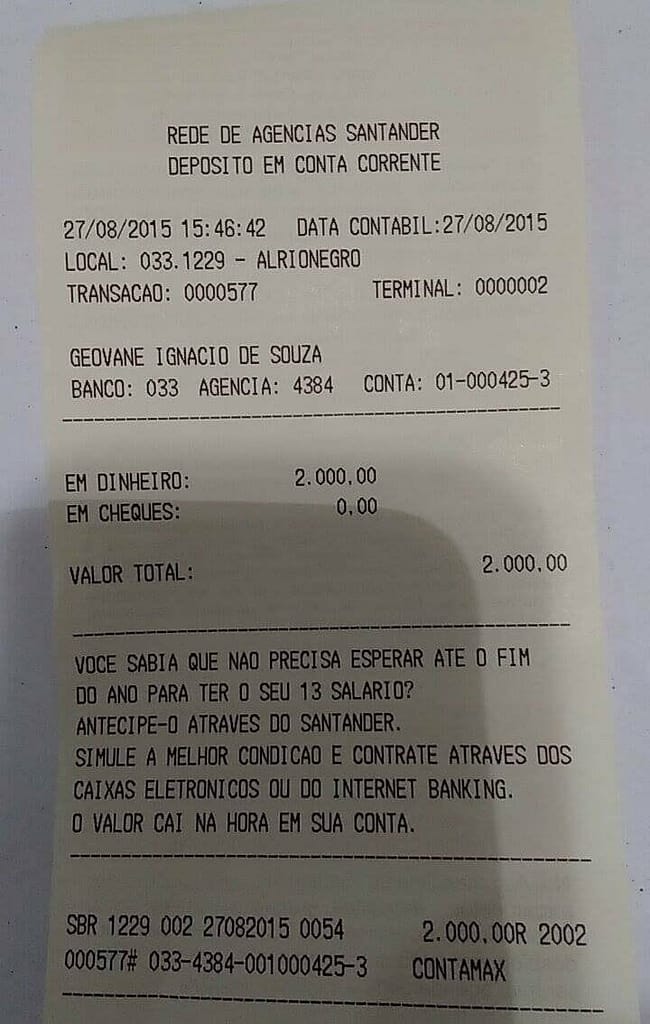 REDE DE AGENCIAS SANTANDER
DEPOSITO EM CONTA CORRENTE
27/08/2015 15:46:42 DATA CONTABIL:27/08/2015
LOCAL: 033.1229 - ALRIONEGRO
TRANSACAO: 0000577 TERMINAL: 0000002
GEOVANE IGNACIO DE SOUZA
BANCO: 033 AGENCIA: 4384 CONTA: 01-000425-3
EM DINHEIRO: 2.000,00
EM CHEQUES: 0,00
VALOR TOTAL: 2.000,00
VOCE SABIA QUE NAO PRECISA ESPERAR ATE O FIM
DO ANO PARA TER O SEU 13 SALARIO?
ANTECIPE-O ATRAVES DO SANTANDER.
SIMULE A MELHOR CONDICAO E CONTRATE ATRAVES DOS
CAIXAS ELETRONICOS OU DO INTERNET BANKING.
O VALOR CAI NA HORA EM SUA CONTA.
SBR 1229 002 27082015 0054 2.000,00R 2002
000577# 033-4384-001000425-3 CONTAMAX